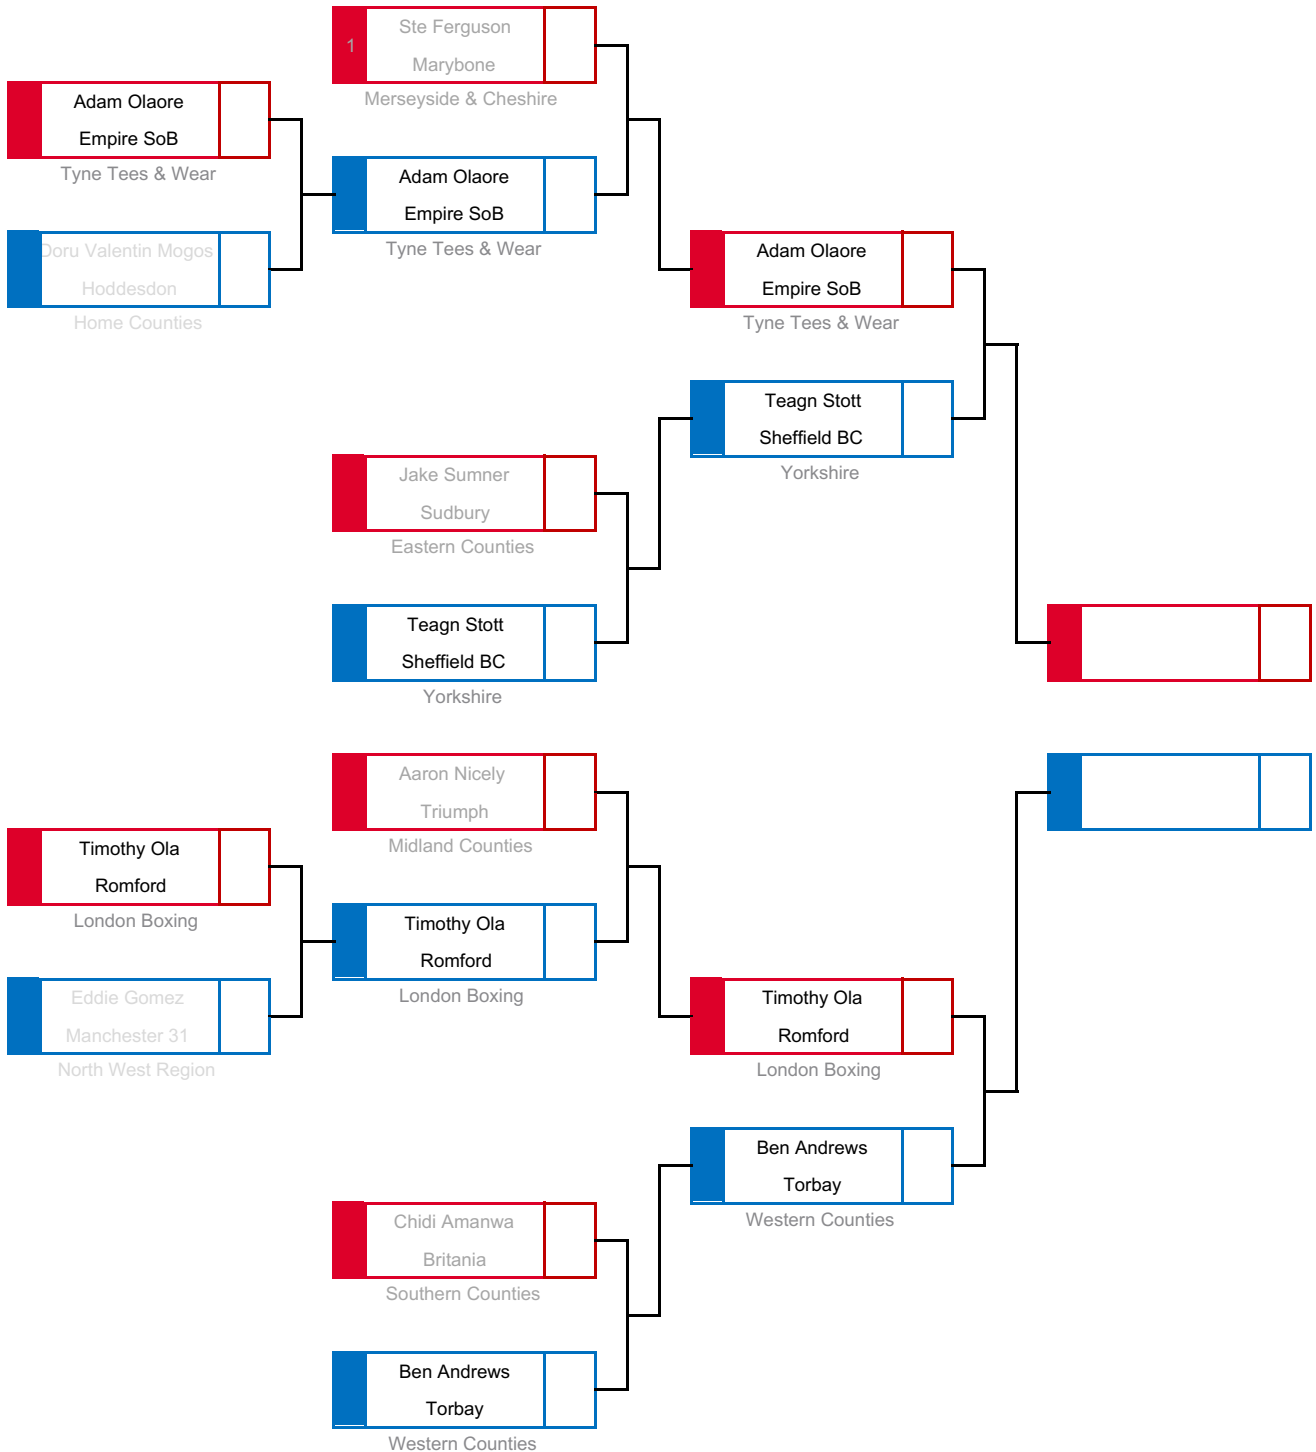 1
Ste Ferguson
Marybone
Merseyside & Cheshire
Adam Olaore
Empire SoB
Tyne Tees & Wear
Adam Olaore
Empire SoB
Tyne Tees & Wear
Doru Valentin Mogos
Hoddesdon
Home Counties
Adam Olaore
Empire SoB
Tyne Tees & Wear
Teagn Stott
Sheffield BC
Yorkshire
Jake Sumner
Sudbury
Eastern Counties
Teagn Stott
Sheffield BC
Yorkshire
Aaron Nicely
Triumph
Midland Counties
Timothy Ola
Romford
London Boxing
Timothy Ola
Romford
London Boxing
Eddie Gomez
Manchester 31
North West Region
Timothy Ola
Romford
London Boxing
Ben Andrews
Torbay
Western Counties
Chidi Amanwa
Britania
Southern Counties
Ben Andrews
Torbay
Western Counties